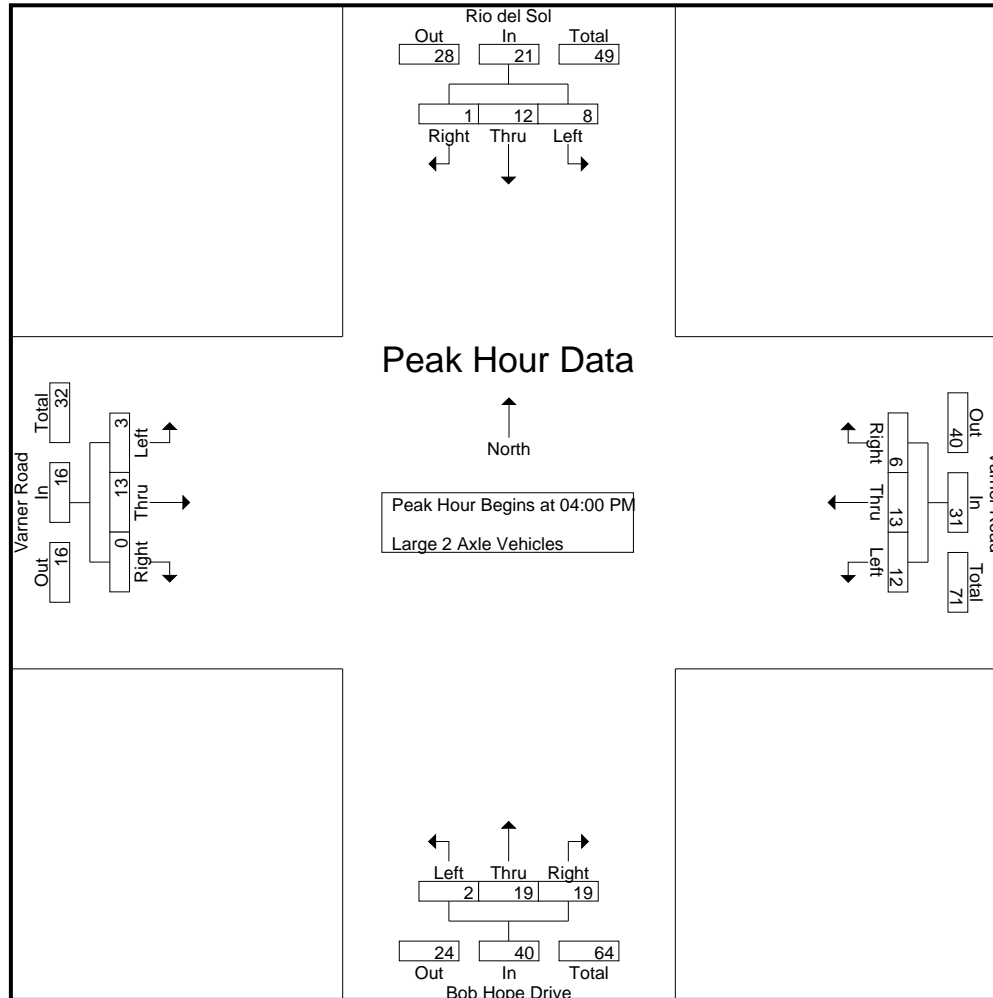 Rio del Sol
Out In Total
28 21 49
1 12 8
Right Thru Left
Peak Hour Data
North
Peak Hour Begins at 04:00 PM
Large 2 Axle Vehicles
Varner Road
Out In Total
16 16 32
Right Thru Left
0 13 3
Varner Road
Out In Total
40 31 71
Right Thru Left
6 13 12
Left Thru Right
2 19 19
24 40 64
Out In Total
Bob Hope Drive